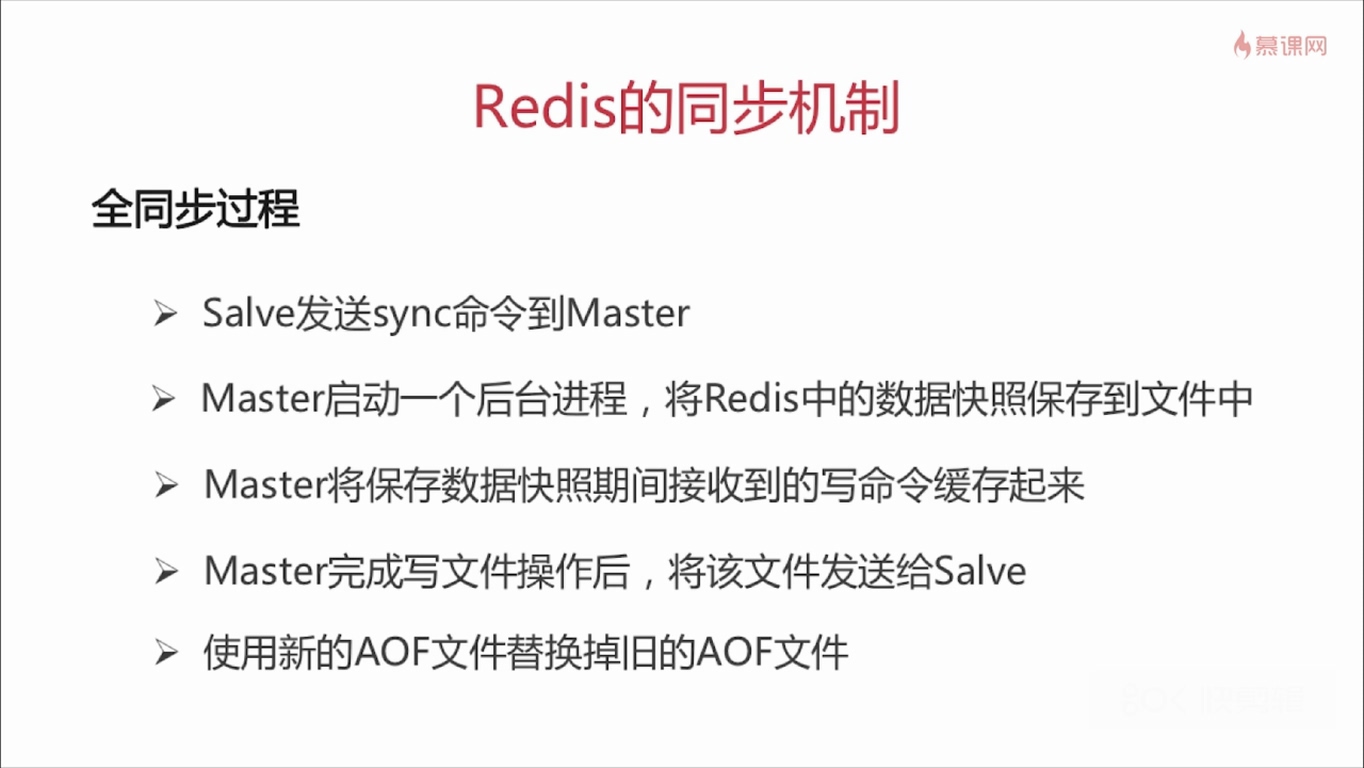 慕课网
Redis的同步机制
全同步过程
➢ Salve发送sync命令到Master
➢ Master启动一个后台进程，将Redis中的数据快照保存到文件中
➢ Master将保存数据快照期间接收到的写命令缓存起来
➢ Master完成写文件操作后，将该文件发送给Salve
➢ 使用新的AOF文件替换掉旧的AOF文件